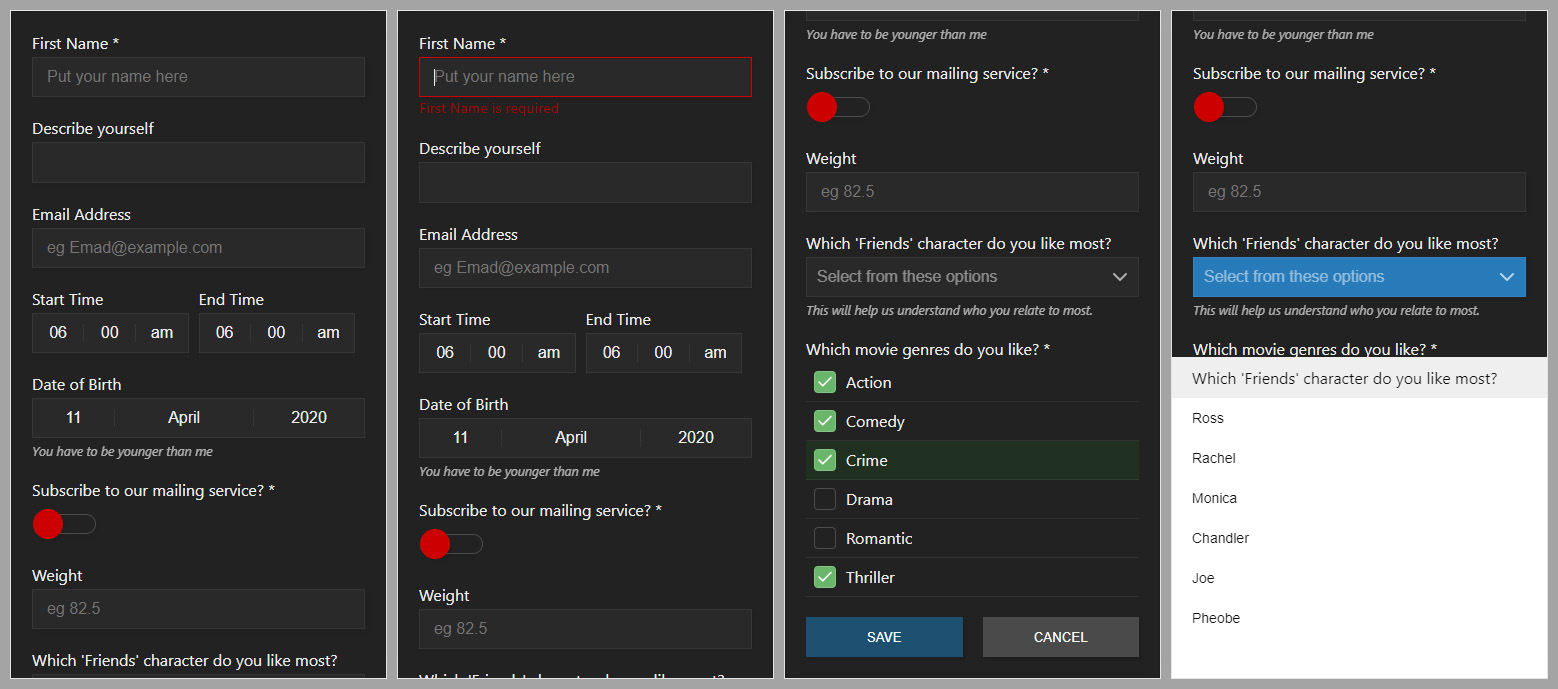 First Name *
Put your name here
Describe yourself
Email Address
eg Emad@example.com
Start Time End Time
06 00 am 06 00 am
Date of Birth
11 April 2020
You have to be younger than me
Subscribe to our mailing service? *
Weight
eg 82.5
Which 'Friends' character do you like most?
First Name *
Put your name here
First Name is required
Describe yourself
Email Address
eg Emad@example.com
Start Time End Time
06 00 am 06 00 am
Date of Birth
11 April 2020
You have to be younger than me
Subscribe to our mailing service? *
Weight
eg 82.5
Which 'Friends' character do you like most?
You have to be younger than me
Subscribe to our mailing service? *
Weight
eg 82.5
Which 'Friends' character do you like most?
Select from these options
This will help us understand who you relate to most.
Which movie genres do you like? *
Action
Comedy
Crime
Drama
Romantic
Thriller
SAVE CANCEL
You have to be younger than me
Subscribe to our mailing service? *
Weight
eg 82.5
Which 'Friends' character do you like most?
Select from these options
This will help us understand who you relate to most.
Which movie genres do you like? *
Which 'Friends' character do you like most?
Ross
Rachel
Monica
Chandler
Joe
Pheobe